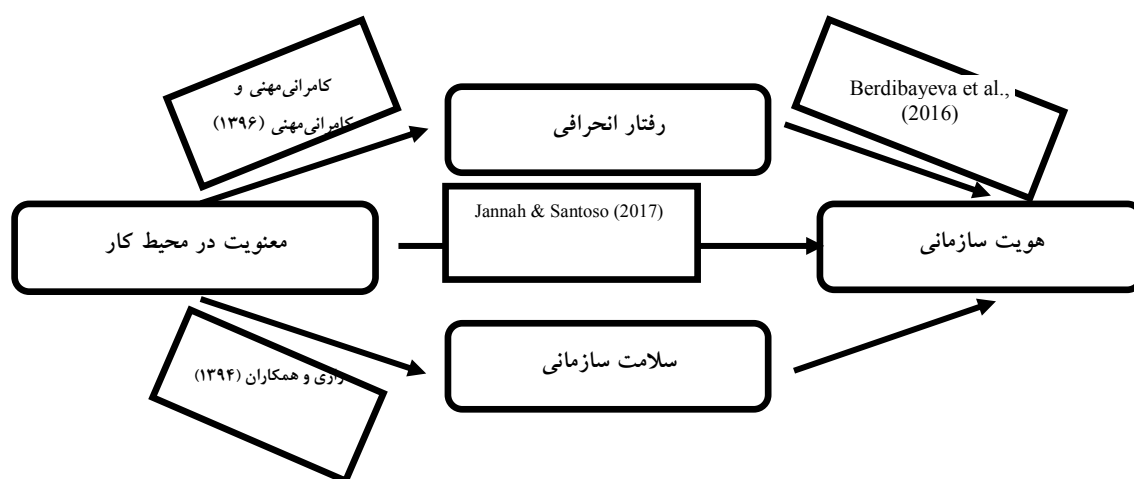 کامرانی‌مهنی و
کامرانی‌مهنی (۱۳۹۶)
Berdibayeva et al.,
(2016)
رفتار انحرافی
Jannah & Santoso (2017)
معنویت در محیط کار
هویت سازمانی
سلامت سازمانی
و همکاران (۱۳۹۴)